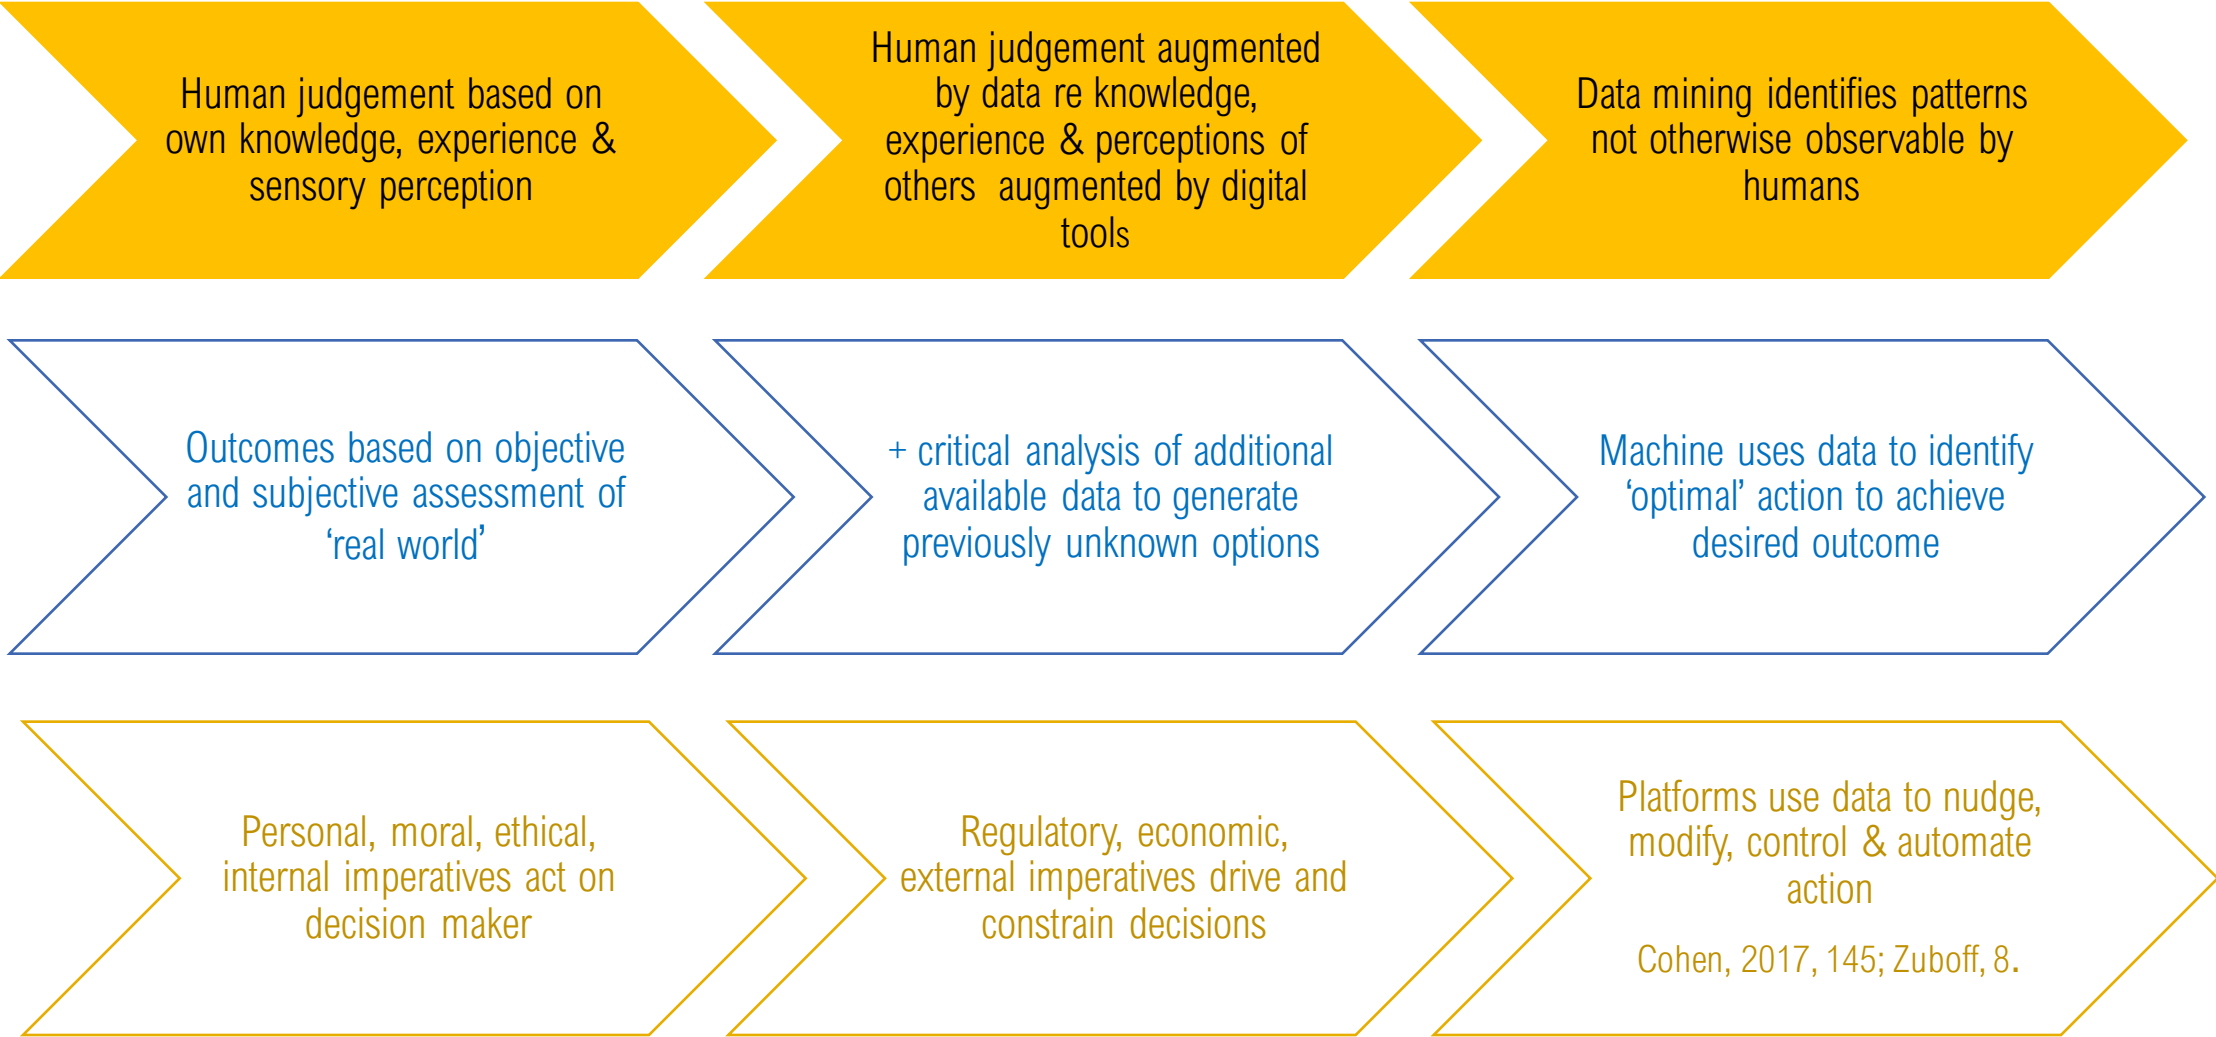 Human judgement based on
own knowledge, experience &
sensory perception
Human judgement augmented
by data re knowledge,
experience & perceptions of
others augmented by digital
tools
Data mining identifies patterns
not otherwise observable by
humans
Outcomes based on objective
and subjective assessment of
‘real world’
+ critical analysis of additional
available data to generate
previously unknown options
Machine uses data to identify
‘optimal’ action to achieve
desired outcome
Personal, moral, ethical,
internal imperatives act on
decision maker
Regulatory, economic,
external imperatives drive and
constrain decisions
Platforms use data to nudge,
modify, control & automate
action
Cohen, 2017, 145; Zuboff, 8.